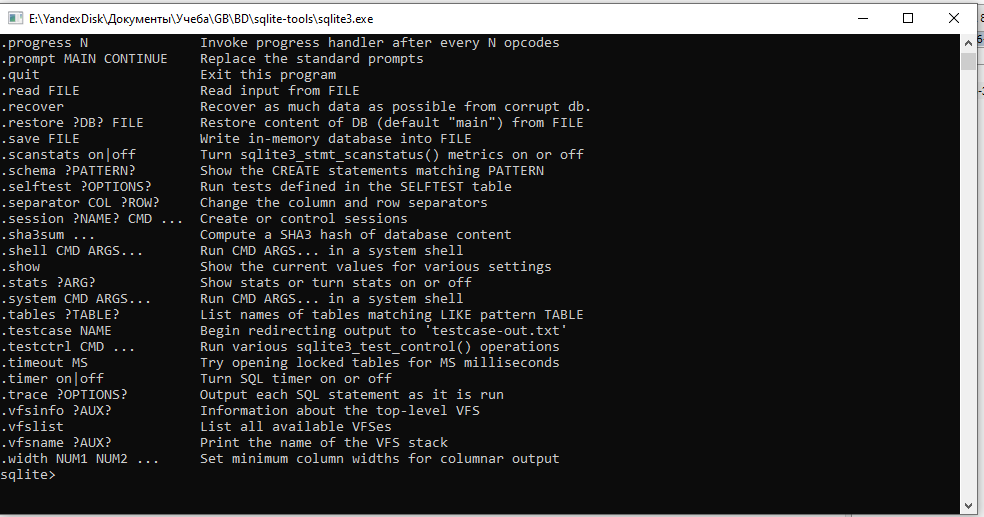 E:\YandexDisk\Документы\Учеба\GB\BD\sqlite-tools\sqlite3.exe
.progress N Invoke progress handler after every N opcodes
.prompt MAIN CONTINUE Replace the standard prompts
.quit Exit this program
.read FILE Read input from FILE
.recover Recover as much data as possible from corrupt db.
.restore ?DB? FILE Restore content of DB (default "main") from FILE
.save FILE Write in-memory database into FILE
.scanstats on|off Turn sqlite3_stmt_scanstatus() metrics on or off
.schema ?PATTERN? Show the CREATE statements matching PATTERN
.selftest ?OPTIONS? Run tests defined in the SELFTEST table
.separator COL ?ROW? Change the column and row separators
.session ?NAME? CMD ... Create or control sessions
.sha3sum ... Compute a SHA3 hash of database content
.shell CMD ARGS... Run CMD ARGS... in a system shell
.show Show the current values for various settings
.stats ?ARG? Show stats or turn stats on or off
.system CMD ARGS... Run CMD ARGS... in a system shell
.tables ?TABLE? List names of tables matching LIKE pattern TABLE
.testcase NAME Begin redirecting output to 'testcase-out.txt'
.testctrl CMD ... Run various sqlite3_test_control() operations
.timeout MS Try opening locked tables for MS milliseconds
.timer on|off Turn SQL timer on or off
.trace ?OPTIONS? Output each SQL statement as it is run
.vfsinfo ?AUX? Information about the top-level VFS
.vfslist List all available VFSes
.vfsname ?AUX? Print the name of the VFS stack
.width NUM1 NUM2 ... Set minimum column widths for columnar output
sqlite>